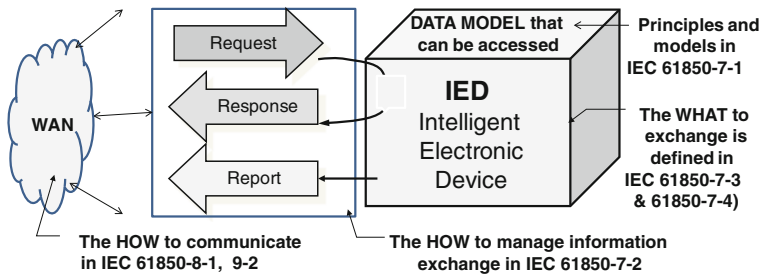 DATA MODEL that
can be accessed
Principles and
models in
IEC 61850-7-1
Request
Response
Report
WAN
IED
Intelligent
Electronic
Device
The WHAT to
exchange is
defined in
IEC 61850-7-3
& 61850-7-4)
The HOW to communicate
in IEC 61850-8-1, 9-2
The HOW to manage information
exchange in IEC 61850-7-2